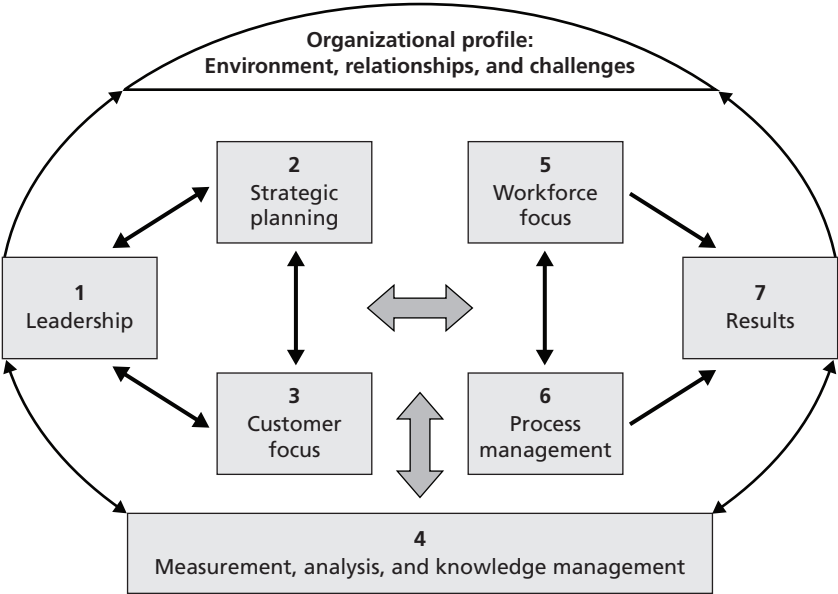 Organizational profile:
Environment, relationships, and challenges
2
Strategic
planning
5
Workforce
focus
1
Leadership
7
Results
3
Customer
focus
6
Process
management
4
Measurement, analysis, and knowledge management